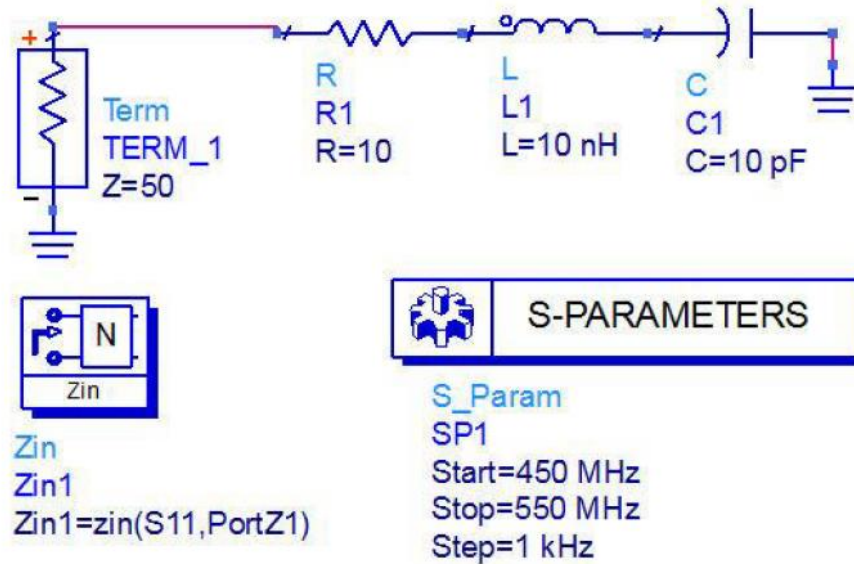 +
Term
TERM_1
Z=50
-
R
R1
R=10
L
L1
L=10 nH
C
C1
C=10 pF
N
Zin
Zin
Zin1
Zin1=zin(S11,PortZ1)
S-PARAMETERS
S_Param
SP1
Start=450 MHz
Stop=550 MHz
Step=1 kHz